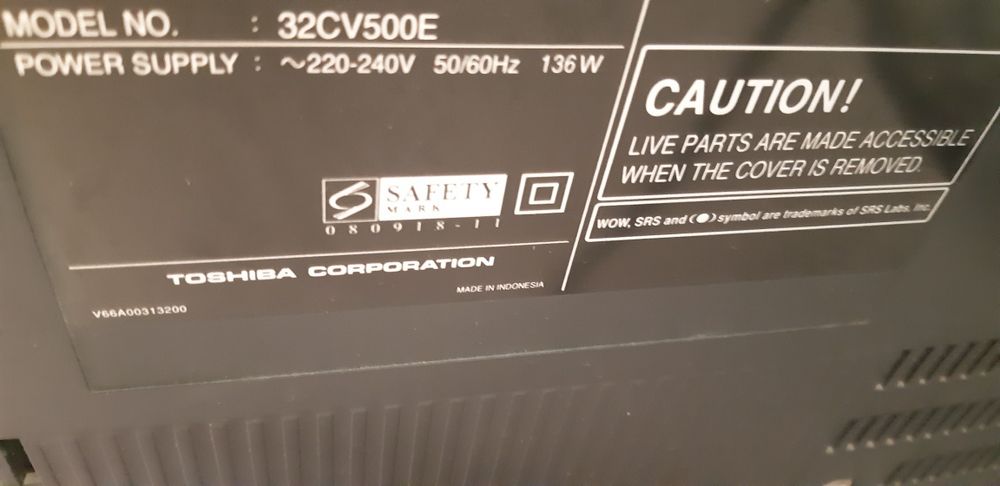 MODEL NO. : 32CV500E
POWER SUPPLY : ~220-240V 50/60Hz 136W
SAFETY
MARK
080918-11
TOSHIBA CORPORATION
MADE IN INDONESIA
V66A00313200
CAUTION!
LIVE PARTS ARE MADE ACCESSIBLE
WHEN THE COVER IS REMOVED.
WOW, SRS and (●) symbol are trademarks of SRS Labs, Inc.